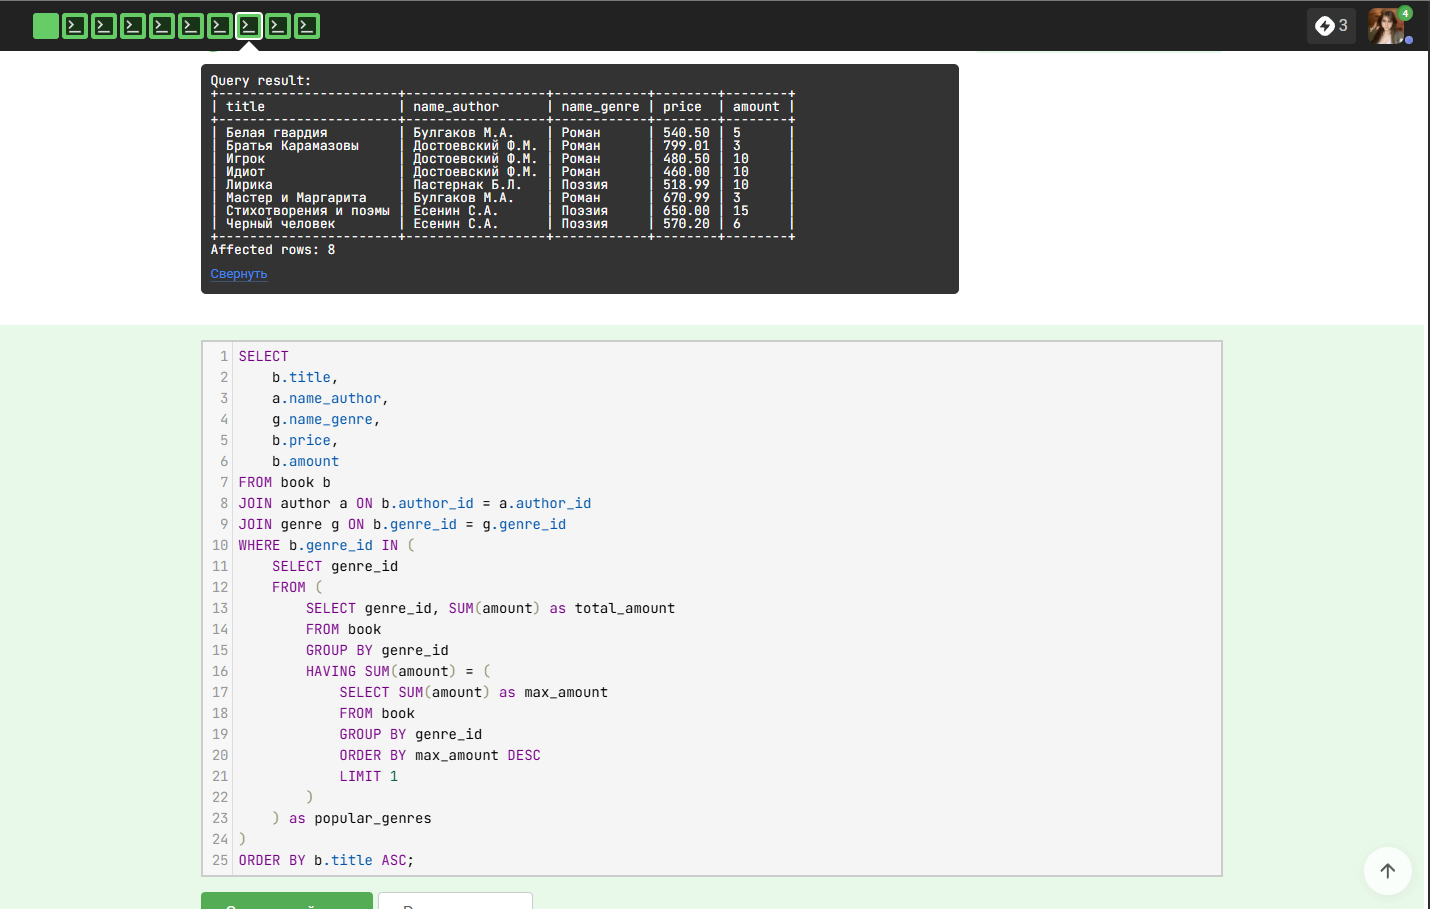 3
4
Query result:
+-----------------------+------------------+------------+--------+--------+
| title                 | name_author      | name_genre | price  | amount |
+-----------------------+------------------+------------+--------+--------+
| Белая гвардия         | Булгаков М.А.    | Роман      | 540.50 | 5      |
| Братья Карамазовы     | Достоевский Ф.М. | Роман      | 799.01 | 3      |
| Игрок                 | Достоевский Ф.М. | Роман      | 480.50 | 10     |
| Идиот                 | Достоевский Ф.М. | Роман      | 460.00 | 10     |
| Лирика                | Пастернак Б.Л.   | Поэзия     | 518.99 | 10     |
| Мастер и Маргарита    | Булгаков М.А.    | Роман      | 670.99 | 3      |
| Стихотворения и поэмы | Есенин С.А.      | Поэзия     | 650.00 | 15     |
| Черный человек        | Есенин С.А.      | Поэзия     | 570.20 | 6      |
+-----------------------+------------------+------------+--------+--------+
Affected rows: 8
Свернуть
1 SELECT
2     b.title,
3     a.name_author,
4     g.name_genre,
5     b.price,
6     b.amount
7 FROM book b
8 JOIN author a ON b.author_id = a.author_id
9 JOIN genre g ON b.genre_id = g.genre_id
10 WHERE b.genre_id IN (
11     SELECT genre_id
12     FROM (
13         SELECT genre_id, SUM(amount) as total_amount
14         FROM book
15         GROUP BY genre_id
16         HAVING SUM(amount) = (
17             SELECT SUM(amount) as max_amount
18             FROM book
19             GROUP BY genre_id
20             ORDER BY max_amount DESC
21             LIMIT 1
22         )
23     ) as popular_genres
24 )
25 ORDER BY b.title ASC;